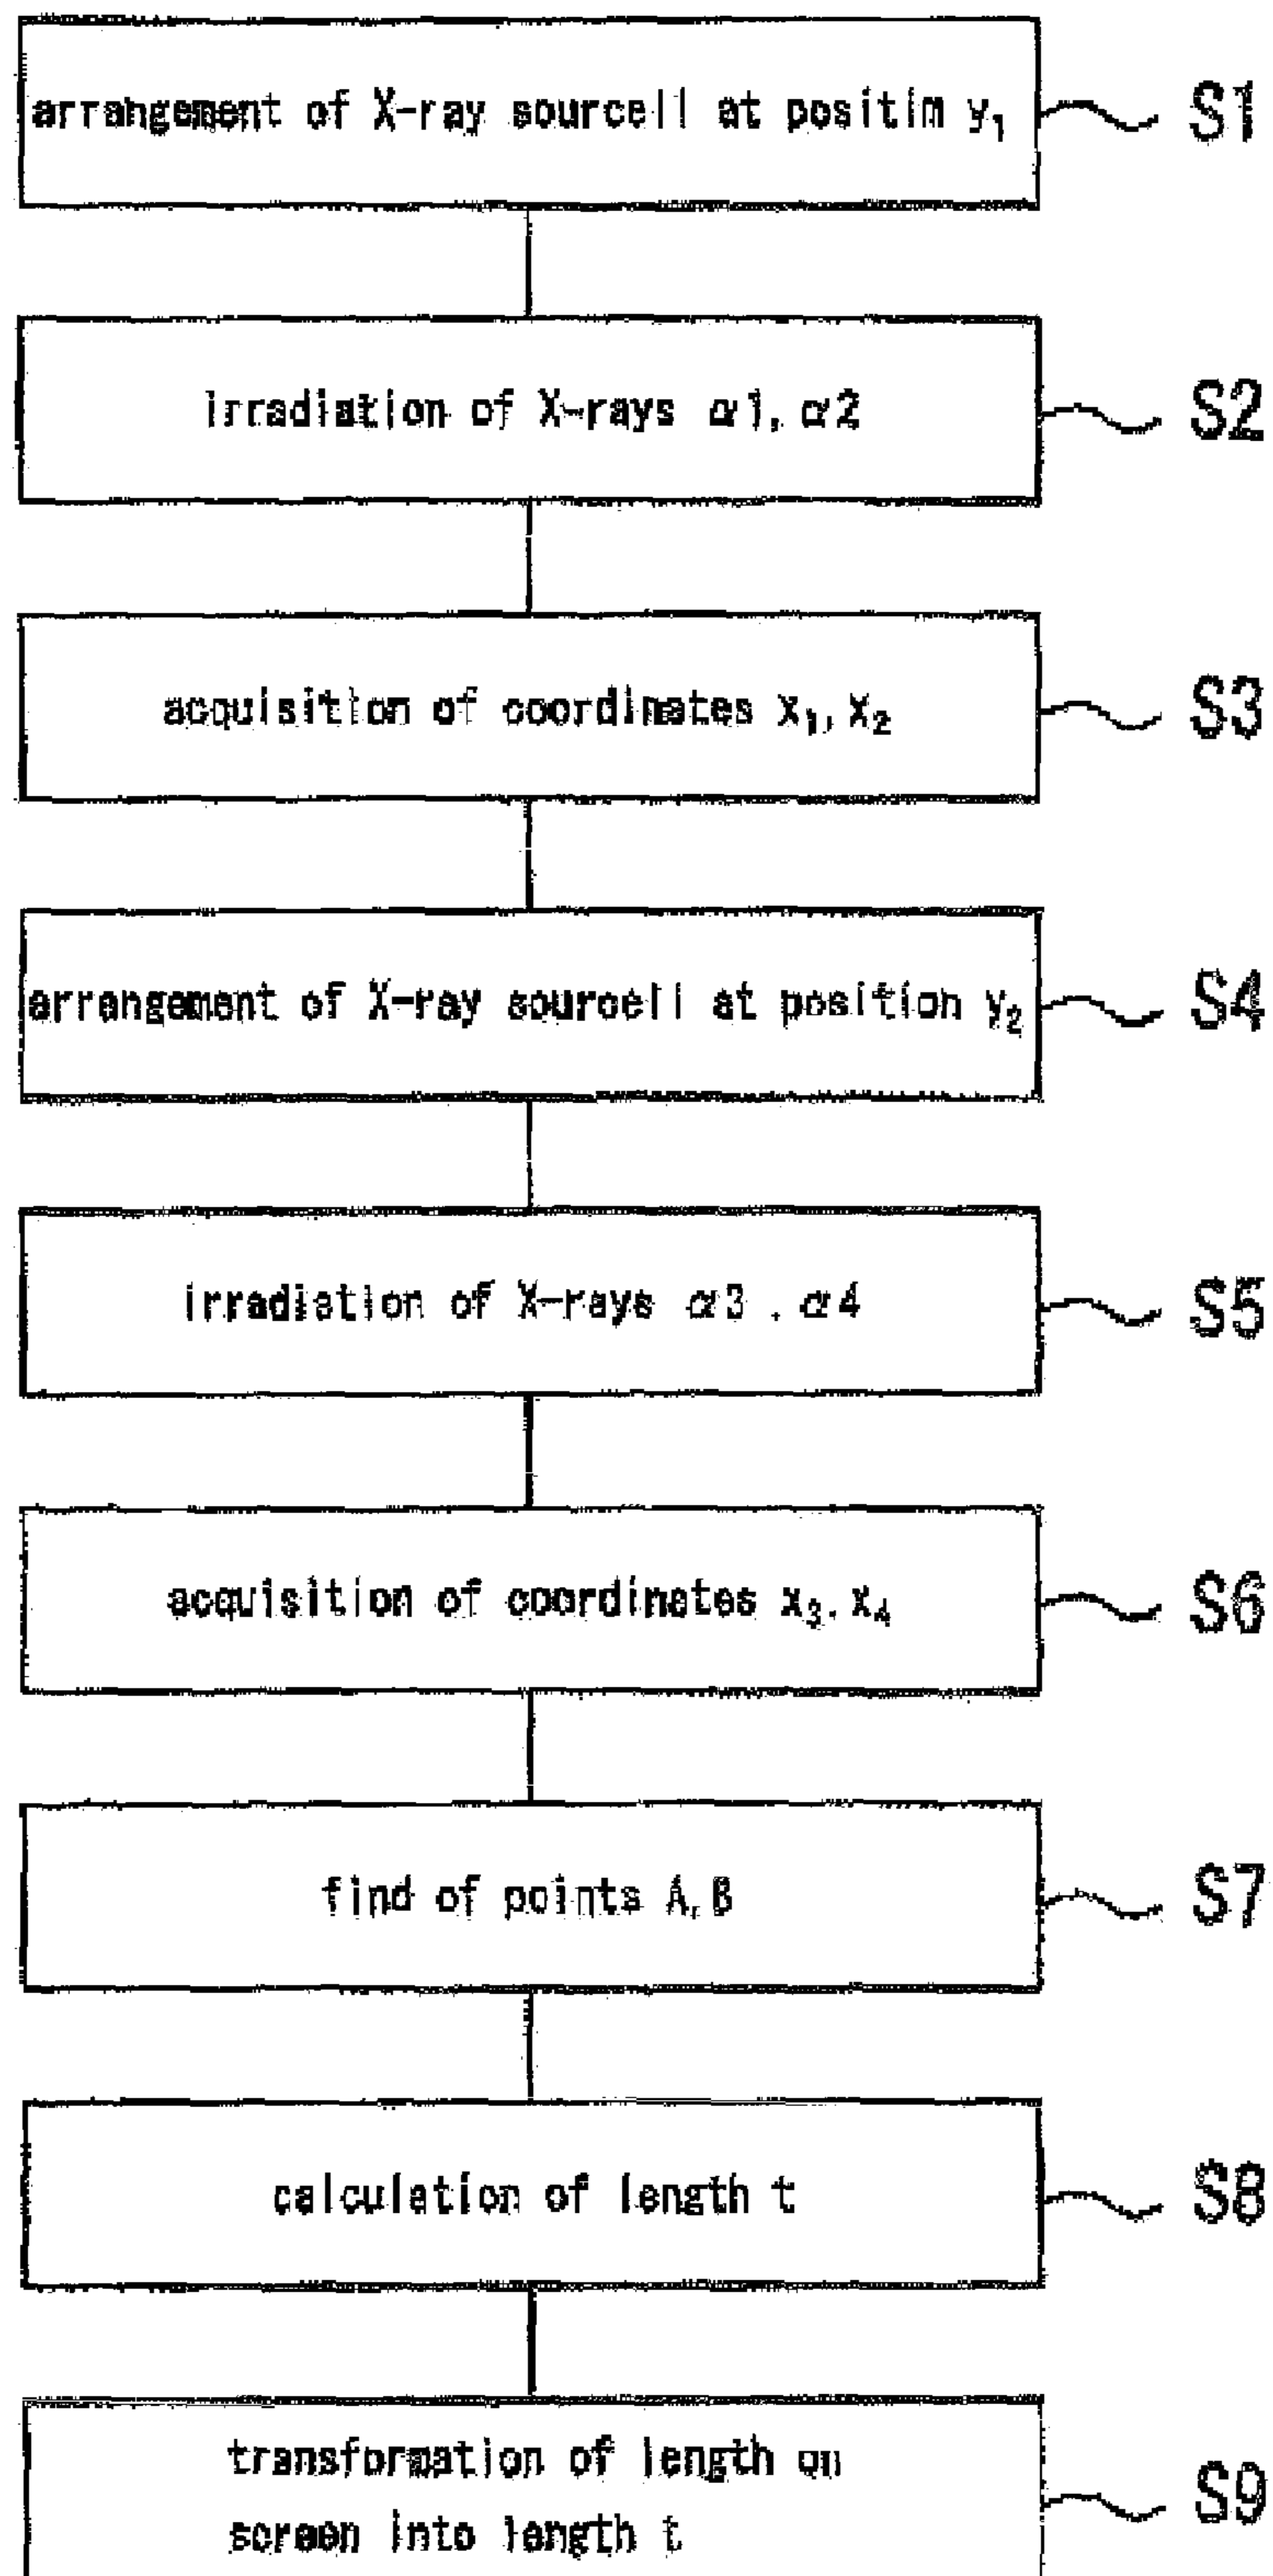 arrangement of X-ray source11 at positim y₁
S1
irradiation of X-rays α1, α2
S2
acquisition of coordinates x₁, x₂
S3
arrangement of X-ray source11 at position y₂
S4
irradiation of X-rays α3 , α4
S5
acquisition of coordinates x₃, x₄
S6
find of points A, B
S7
calculation of length t
S8
transformation of length on
screen into length t
S9